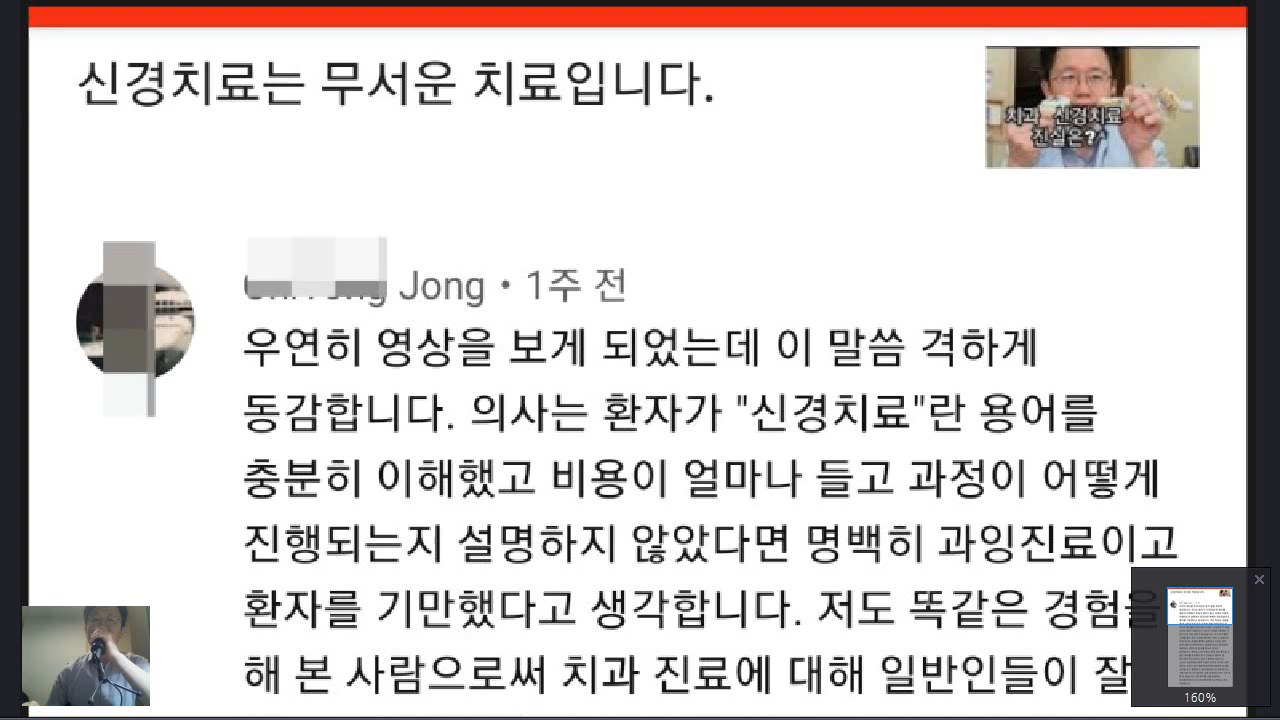 신경치료는 무서운 치료입니다.
치과 신경치료
진실은?
Jong • 1주 전
우연히 영상을 보게 되었는데 이 말씀 격하게
동감합니다. 의사는 환자가 "신경치료"란 용어를
충분히 이해했고 비용이 얼마나 들고 과정이 어떻게
진행되는지 설명하지 않았다면 명백히 과잉진료이고
환자를 기만했다고 생각합니다. 저도 똑같은 경험을
해 본 사람으로서 치과 진료에 대해 일반인들이 잘
160%